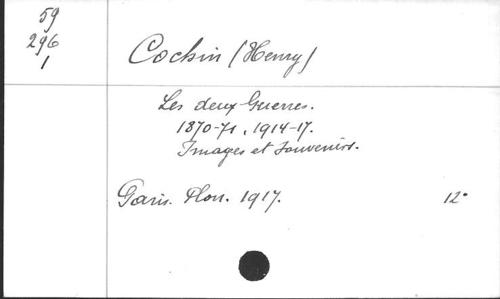 59
296
1
Cochin (Henry)
Les deux Guerres.
1870-71, 1914-17.
Images et Souvenirs.
Paris. Plon. 1917. 12°